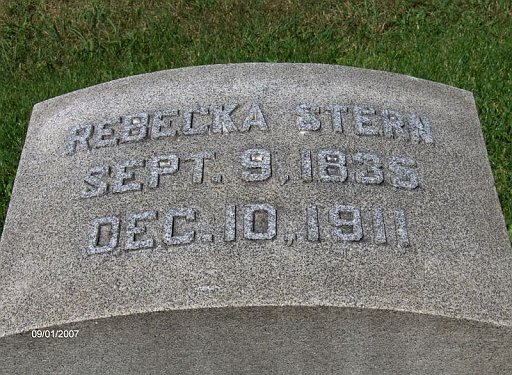 REBECKA STERN
SEPT. 9, 1835
DEC. 10, 1911
09/01/2007